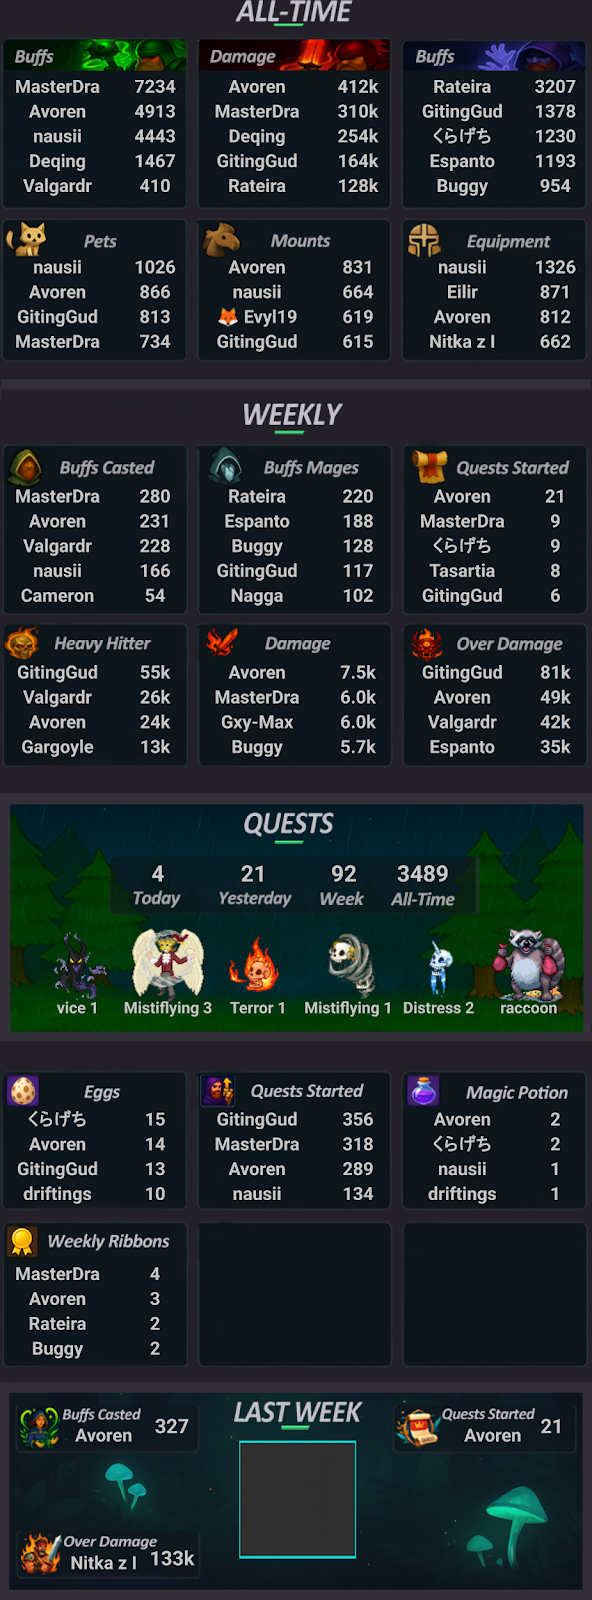 ALL-TIME
Buffs
MasterDra 7234
Avoren 4913
nausii 4443
Deqing 1467
Valgardr 410
Damage
Avoren 412k
MasterDra 310k
Deqing 254k
GitingGud 164k
Rateira 128k
Buffs
Rateira 3207
GitingGud 1378
くらげち 1230
Espanto 1193
Buggy 954
Pets
nausii 1026
Avoren 866
GitingGud 813
MasterDra 734
Mounts
Avoren 831
nausii 664
🦊 Evyl19 619
GitingGud 615
Equipment
nausii 1326
Eilir 871
Avoren 812
Nitka z I 662
WEEKLY
Buffs Casted
MasterDra 280
Avoren 231
Valgardr 228
nausii 166
Cameron 54
Buffs Mages
Rateira 220
Espanto 188
Buggy 128
GitingGud 117
Nagga 102
Quests Started
Avoren 21
MasterDra 9
くらげち 9
Tasartia 8
GitingGud 6
Heavy Hitter
GitingGud 55k
Valgardr 26k
Avoren 24k
Gargoyle 13k
Damage
Avoren 7.5k
MasterDra 6.0k
Gxy-Max 6.0k
Buggy 5.7k
Over Damage
GitingGud 81k
Avoren 49k
Valgardr 42k
Espanto 35k
QUESTS
4 21 92 3489
Today Yesterday Week All-Time
vice 1 Mistiflying 3 Terror 1 Mistiflying 1 Distress 2 raccoon
Eggs
くらげち 15
Avoren 14
GitingGud 13
driftings 10
Quests Started
GitingGud 356
MasterDra 318
Avoren 289
nausii 134
Magic Potion
Avoren 2
くらげち 2
nausii 1
driftings 1
Weekly Ribbons
MasterDra 4
Avoren 3
Rateira 2
Buggy 2
LAST WEEK
Buffs Casted
Avoren 327
Quests Started
Avoren 21
Over Damage
Nitka z I 133k